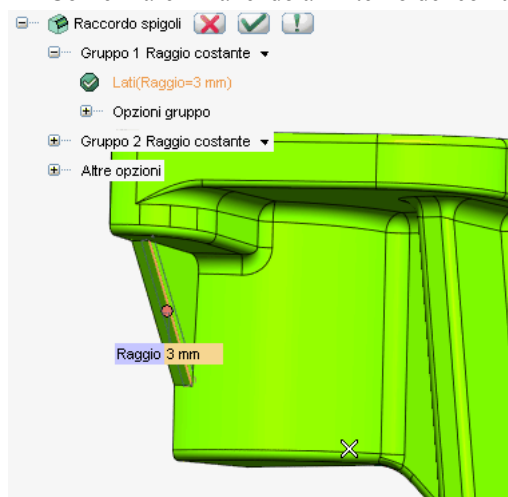 Raccordo spigoli
Gruppo 1 Raggio costante
Lati(Raggio=3 mm)
Opzioni gruppo
Gruppo 2 Raggio costante
Altre opzioni
Raggio 3 mm